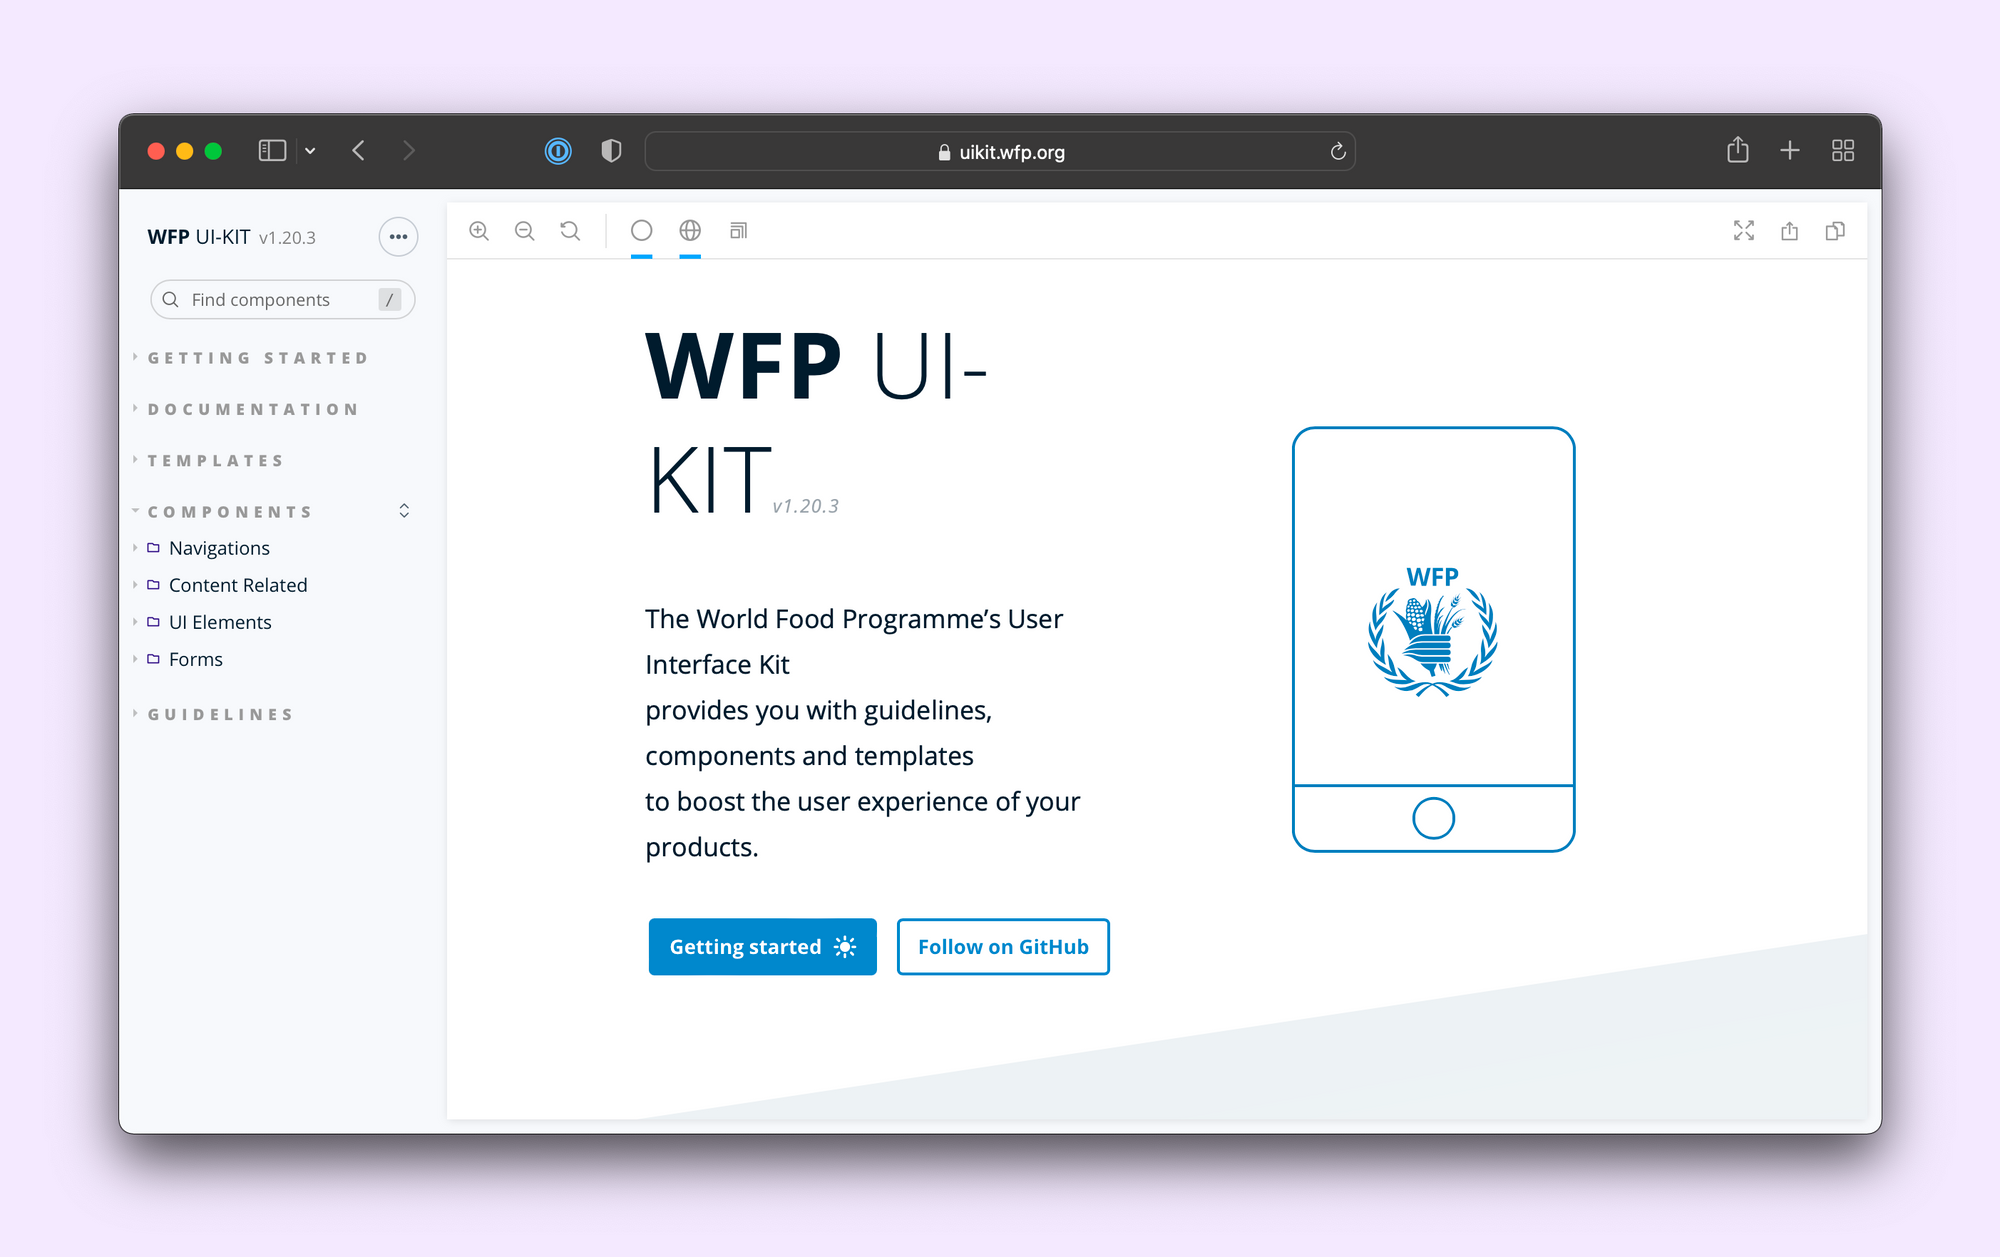 uikit.wfp.org
WFP UI-KIT v1.20.3
Find components /
GETTING STARTED
DOCUMENTATION
TEMPLATES
COMPONENTS
Navigations
Content Related
UI Elements
Forms
GUIDELINES
WFP UI-
KIT v1.20.3
The World Food Programme’s User
Interface Kit
provides you with guidelines,
components and templates
to boost the user experience of your
products.
Getting started
Follow on GitHub
WFP